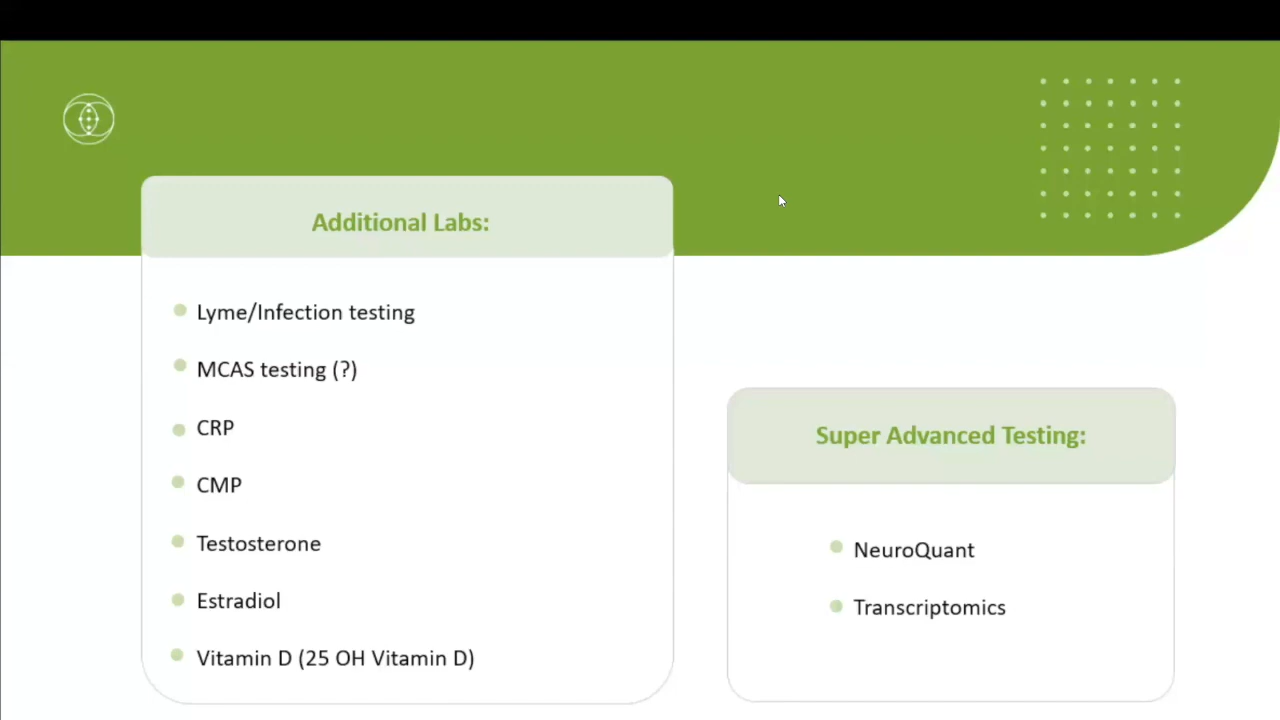 Additional Labs:
Lyme/Infection testing
MCAS testing (?)
CRP
CMP
Testosterone
Estradiol
Vitamin D (25 OH Vitamin D)
Super Advanced Testing:
NeuroQuant
Transcriptomics